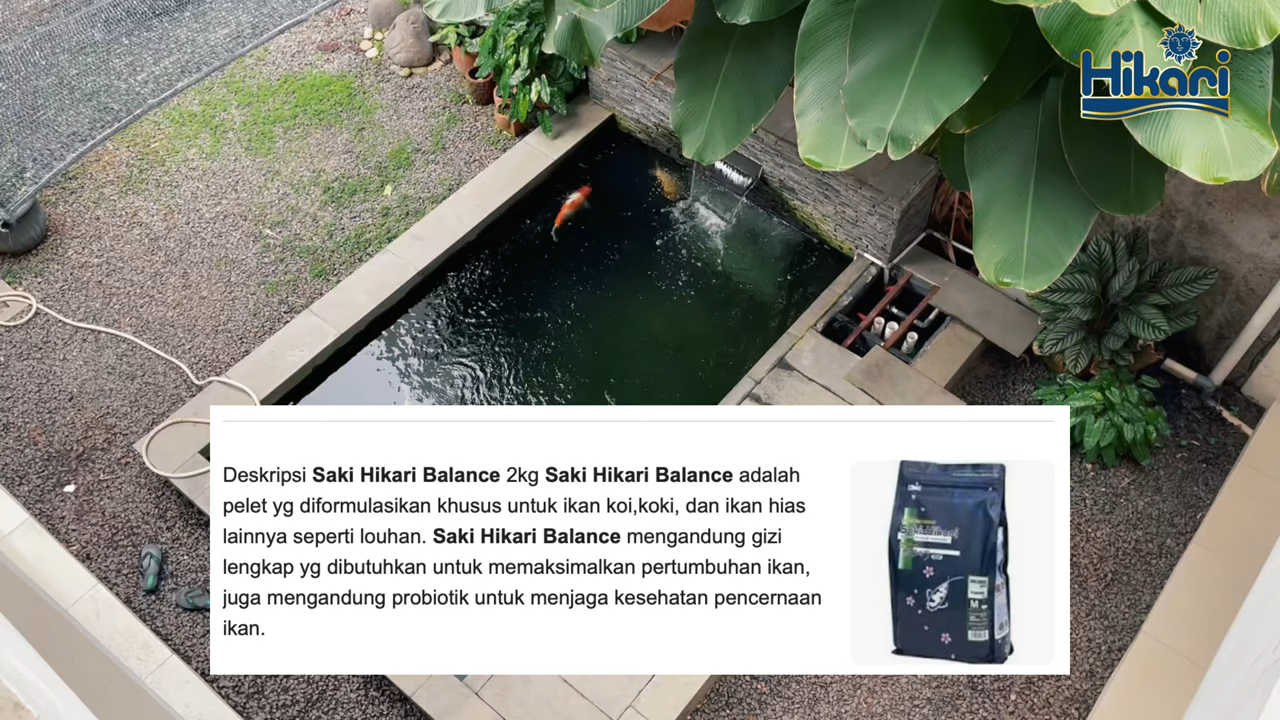 Hikari
Deskripsi Saki Hikari Balance 2kg Saki Hikari Balance adalah
pelet yg diformulasikan khusus untuk ikan koi,koki, dan ikan hias
lainnya seperti louhan. Saki Hikari Balance mengandung gizi
lengkap yg dibutuhkan untuk memaksimalkan pertumbuhan ikan,
juga mengandung probiotik untuk menjaga kesehatan pencernaan
ikan.
Saki-Hikari
M